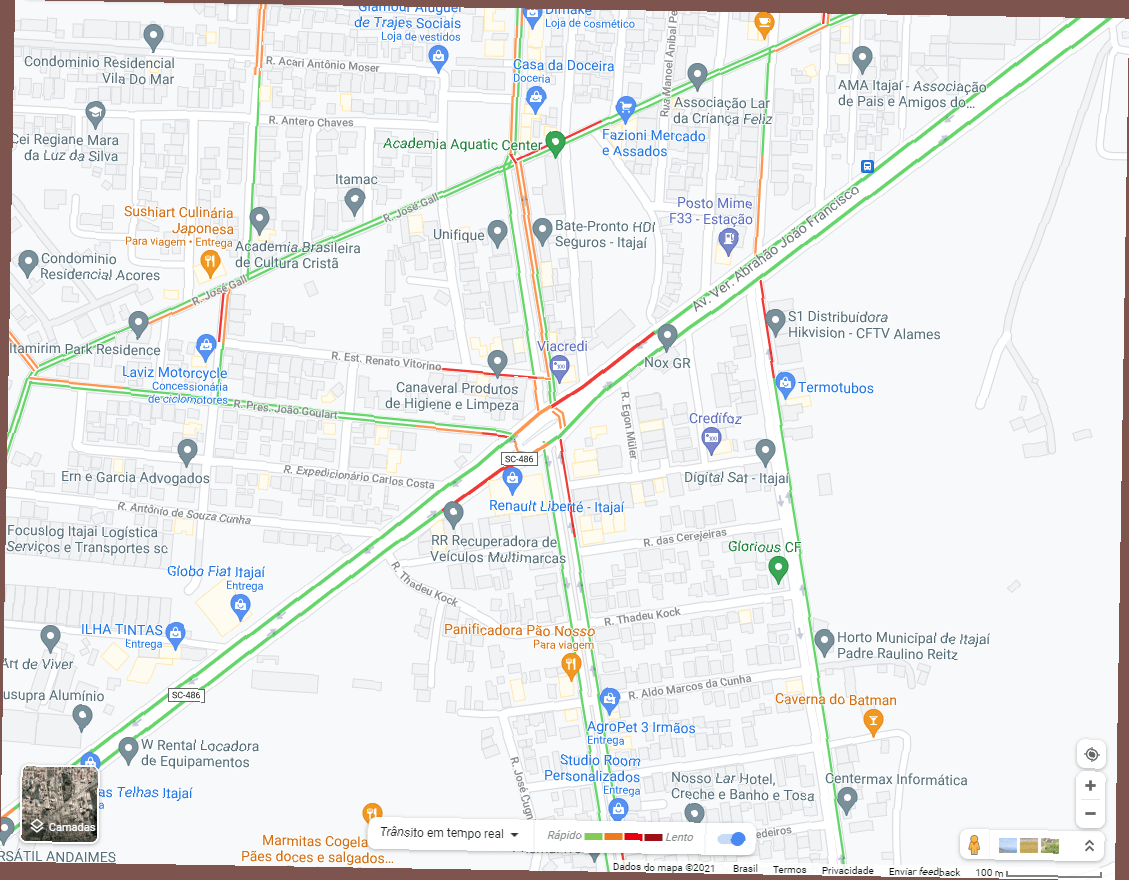 Glamour Aluguer
de Trajes Sociais
Loja de vestidos
Dimake
Loja de cosmético
Condominio Residencial
Vila Do Mar
R. Acari Antônio Moser
Casa da Doceira
Doceria
Rua Manoel Anibal Pe
AMA Itajaí - Associação
de Pais e Amigos do...
Associação Lar
da Criança Feliz
R. Antero Chaves
Cei Regiane Mara
da Luz da Silva
Academia Aquatic Center
Fazioni Mercado
e Assados
Itamac
R. José Gall
Sushiart Culinária
Japonesa
Para viagem • Entrega
Posto Mime
F33 - Estação
Unifique
Bate-Pronto HDI
Seguros - Itajaí
Av. Ver. Abrahão João Francisco
Academia Brasileira
de Cultura Cristã
Condominio
Residencial Acores
R. José Gall
S1 Distribuidora
Hikvision - CFTV Alames
Itamirim Park Residence
Viacredi
R. Est. Renato Vitorino
Nox GR
Laviz Motorcycle
Concessionária
de ciclomotores
Canaveral Produtos
de Higiene e Limpeza
Termotubos
R. Pres. João Goulart
R. Egon Müler
Credifaz
SC-486
Ern e Garcia Advogados
R. Expedicionário Carlos Costa
Digital Sat - Itajaí
Renault Liberté - Itajaí
R. Antônio de Souza Cunha
Focuslog Itajaí Logística
Serviços e Transportes sc
RR Recuperadora de
Veículos Multimarcas
R. das Cerejeiras
Glorious CF
Globo Fiat Itajaí
Entrega
R. Thadeu Kock
R. Thadeu Kock
ILHA TINTAS
Entrega
Panificadora Pão Nosso
Para viagem
Horto Municipal de Itajaí
Padre Raulino Reitz
Art de Viver
R. Aldo Marcos da Cunha
SC-486
usupra Alumínio
Caverna do Batman
AgroPet 3 Irmãos
Entrega
W Rental Locadora
de Equipamentos
R. José Cugn
Studio Room
Personalizados
Entrega
Nosso Lar Hotel,
Creche e Banho e Tosa
Centermax Informática
as Telhas Itajaí
a
Camadas
Marmitas Cogela
Pães doces e salgados...
Trânsito em tempo real
Rápido
Lento
edeiros
RSÁTIL ANDAIMES
Dados do mapa ©2021
Brasil
Termos
Privacidade
Enviar feedback
100 m